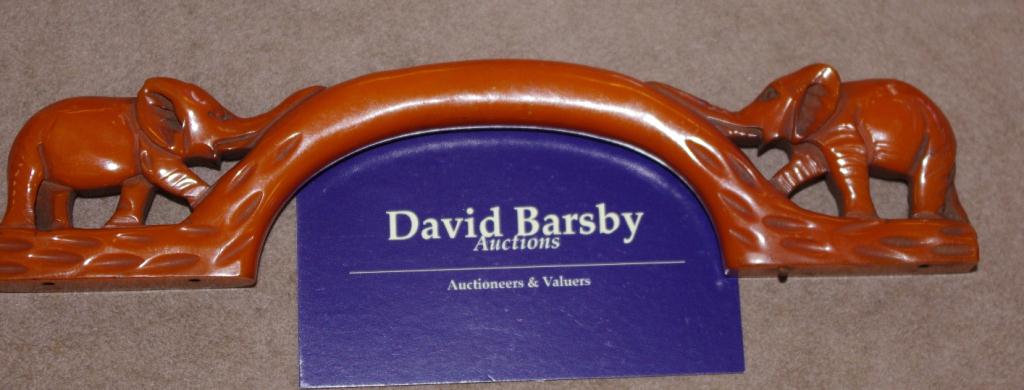 David Barsby
Auctions
Auctioneers & Valuers